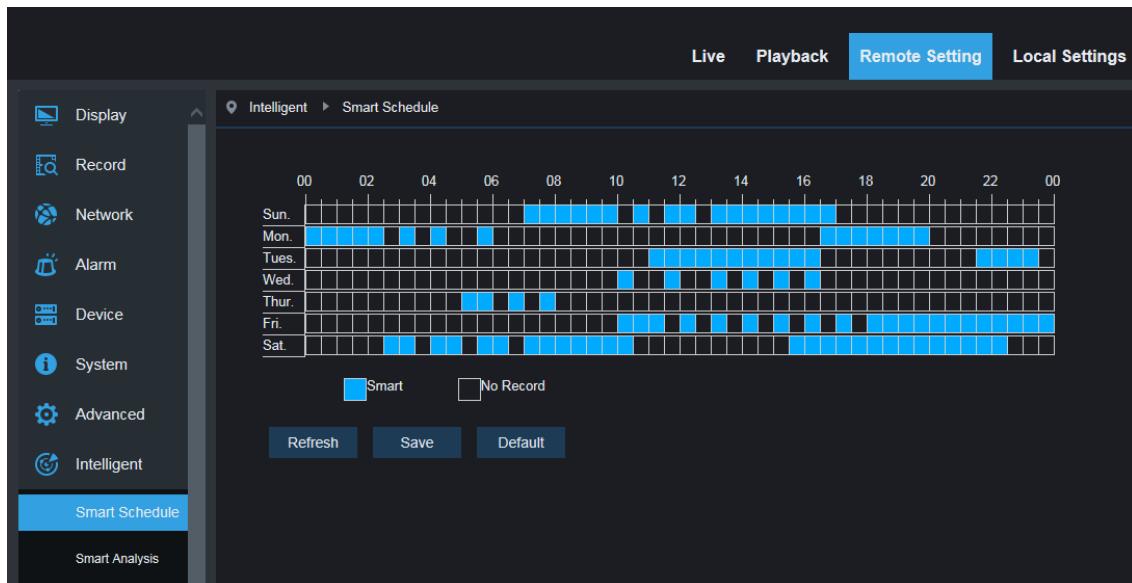 Live Playback Remote Setting Local Settings
Display
Record
Network
Alarm
Device
System
Advanced
Intelligent
Smart Schedule
Smart Analysis
Intelligent Smart Schedule
00 02 04 06 08 10 12 14 16 18 20 22 00
Sun.
Mon.
Tues.
Wed.
Thur.
Fri.
Sat.
Smart No Record
Refresh Save Default